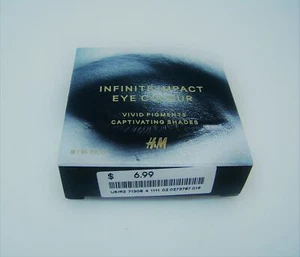 INFINITE IMPACT
EYE COLOUR
VIVID PIGMENTS
CAPTIVATING SHADES
H&M
$ 6.99